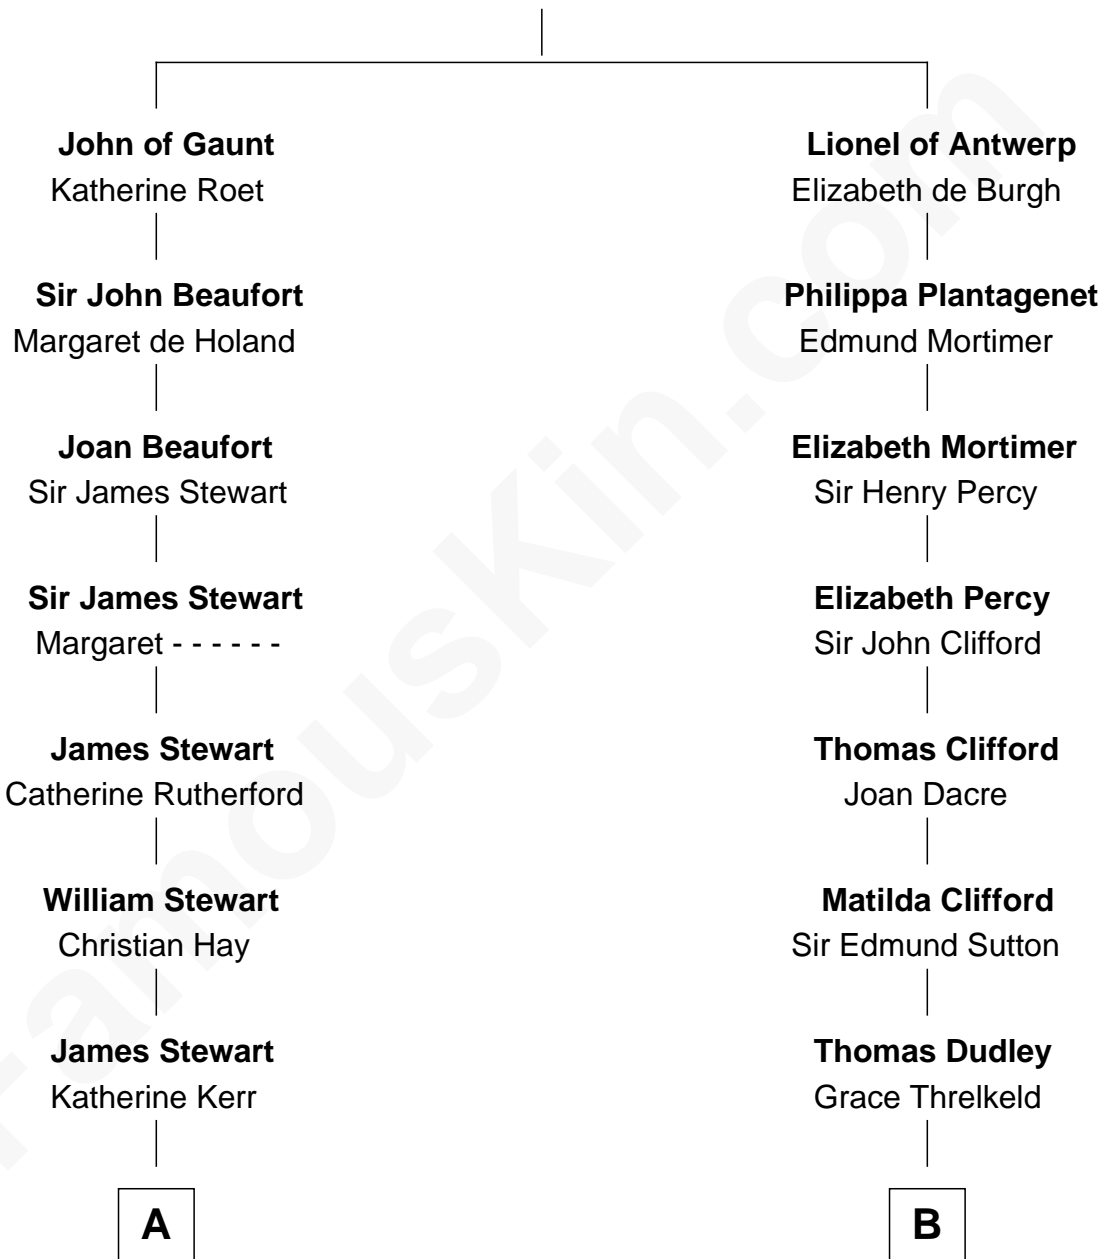 John of Gaunt
Katherine Roet
Sir John Beaufort
Margaret de Holand
Joan Beaufort
Sir James Stewart
Sir James Stewart
Margaret - - - - - -
James Stewart
Catherine Rutherford
William Stewart
Christian Hay
James Stewart
Katherine Kerr
A
Lionel of Antwerp
Elizabeth de Burgh
Philippa Plantagenet
Edmund Mortimer
Elizabeth Mortimer
Sir Henry Percy
Elizabeth Percy
Sir John Clifford
Thomas Clifford
Joan Dacre
Matilda Clifford
Sir Edmund Sutton
Thomas Dudley
Grace Threlkeld
B
FamousKin.com